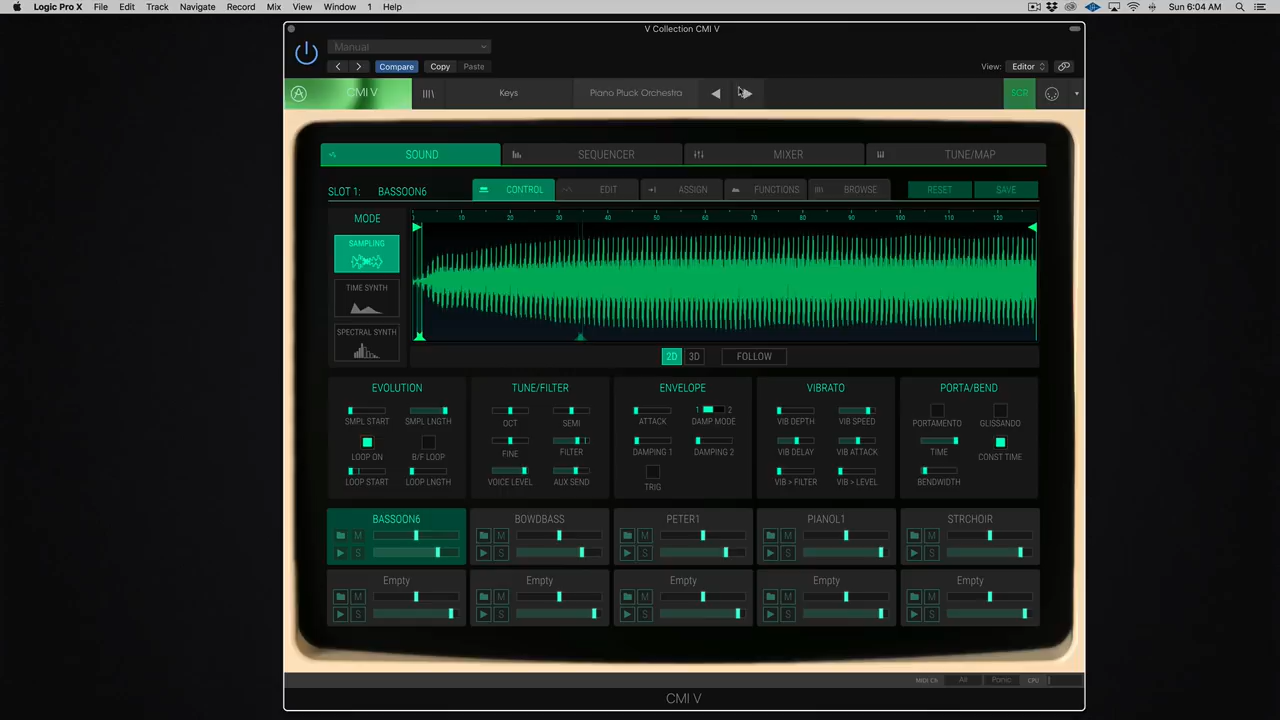 Logic Pro X File Edit Track Navigate Record Mix View Window 1 Help Sun 6:04 AM
V Collection CMI V
Manual
Compare Copy Paste View: Editor
CMI V Keys Piano Pluck Orchestra SCR
SOUND SEQUENCER MIXER TUNE/MAP
SLOT 1: BASSOON6 CONTROL EDIT ASSIGN FUNCTIONS BROWSE RESET SAVE
MODE
10 20 30 40 50 60 70 80 90 100 110 120
SAMPLING
TIME SYNTH
SPECTRAL SYNTH
2D 3D FOLLOW
EVOLUTION TUNE/FILTER ENVELOPE VIBRATO PORTA/BEND
1 2
SMPL START SMPL LNGTH OCT SEMI ATTACK DAMP MODE VIB DEPTH VIB SPEED PORTAMENTO GLISSANDO
LOOP ON B/F LOOP FINE FILTER DAMPING 1 DAMPING 2 VIB DELAY VIB ATTACK TIME CONST TIME
LOOP START LOOP LNGTH VOICE LEVEL AUX SEND TRIG VIB > FILTER VIB > LEVEL BENDWIDTH
BASSOON6 BOWDBASS PETER1 PIANOL1 STRCHOIR
M M M M M
S S S S S
Empty Empty Empty Empty Empty
M M M M M
S S S S S
MIDI Ch All Panic CPU
CMI V